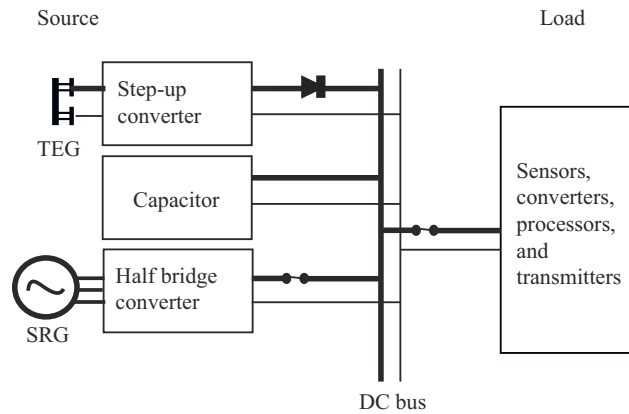 Source
Load
Step-up
converter
TEG
Capacitor
Sensors,
converters,
processors,
and
transmitters
Half bridge
converter
SRG
DC bus